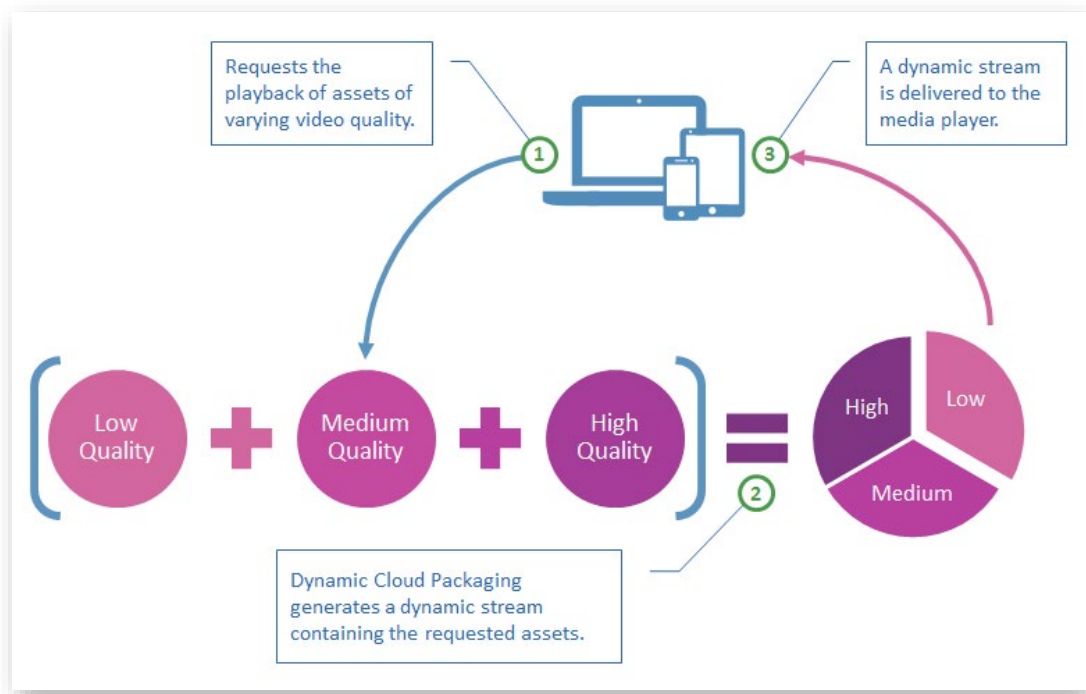 Requests the
playback of assets of
varying video quality.
1
A dynamic stream
is delivered to the
media player.
3
Low
Quality
Medium
Quality
High
Quality
2
High
Low
Medium
Dynamic Cloud Packaging
generates a dynamic stream
containing the requested assets.